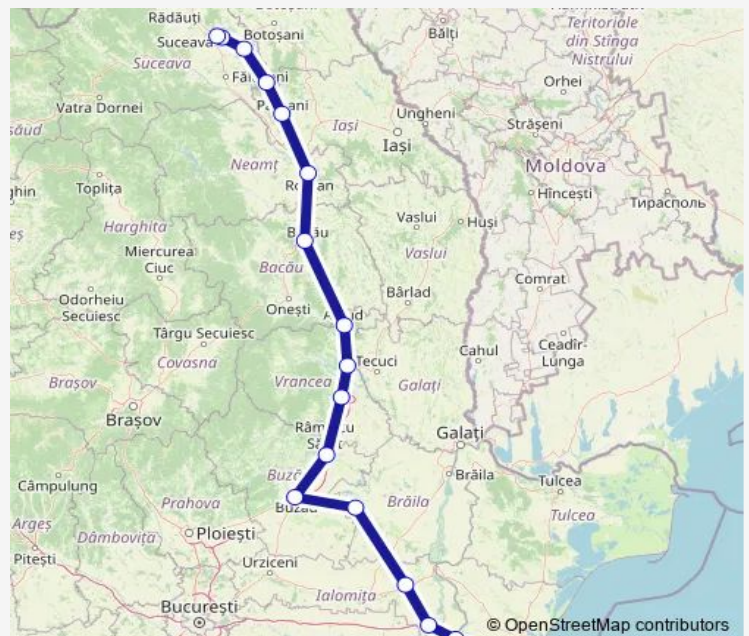 Rădăuți
Botoșani
Bălți
Teritoriale
din Stînga
Nistrului
Suceava
Suceava
Orhei
Vatra Dornei
Ungheni
Strășeni
Iași
Iași
Moldova
Neamț
Toplița
Hîncești
Тирасполь
Vaslui
Huși
Harghita
Miercurea
Ciuc
Bacău
Vaslui
Comrat
Odorheiu
Secuiesc
Onești
Bârlad
Târgu Secuiesc
Ceadîr-
Lunga
Cahul
Tecuci
Covasna
Brașov
Vrancea
Galați
Brașov
Galați
Câmpulung
Brăila
Tulcea
Prahova
Brăila
Tulcea
Argeș
Dâmbovița
Ploiești
Pitești
Urziceni
Ialomița
București
© OpenStreetMap contributors